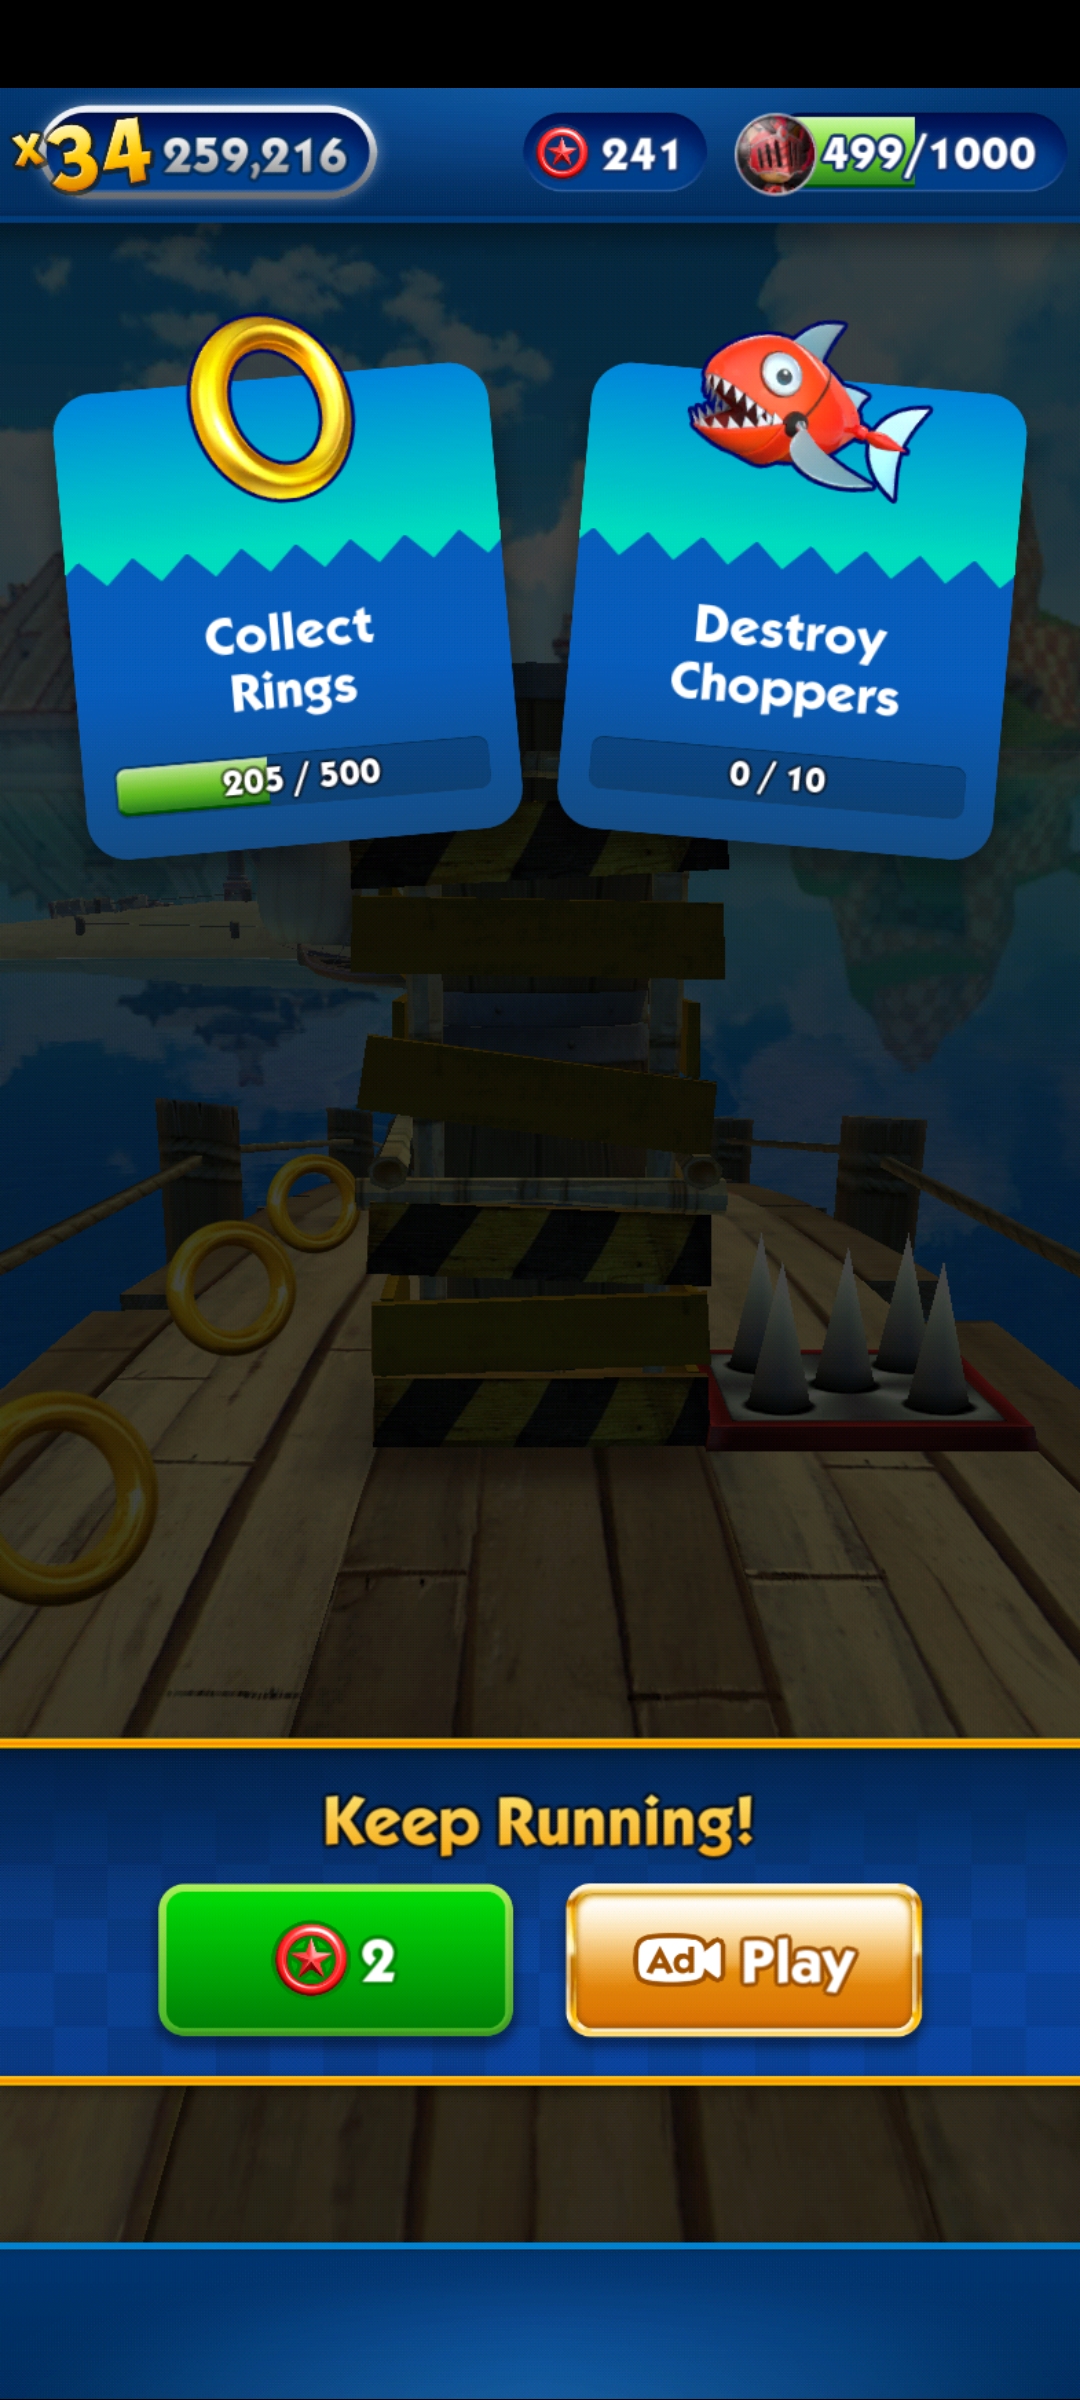 x34 259,216
241
499/1000
Collect
Rings
205 / 500
Destroy
Choppers
0 / 10
Keep Running!
2
Ad Play